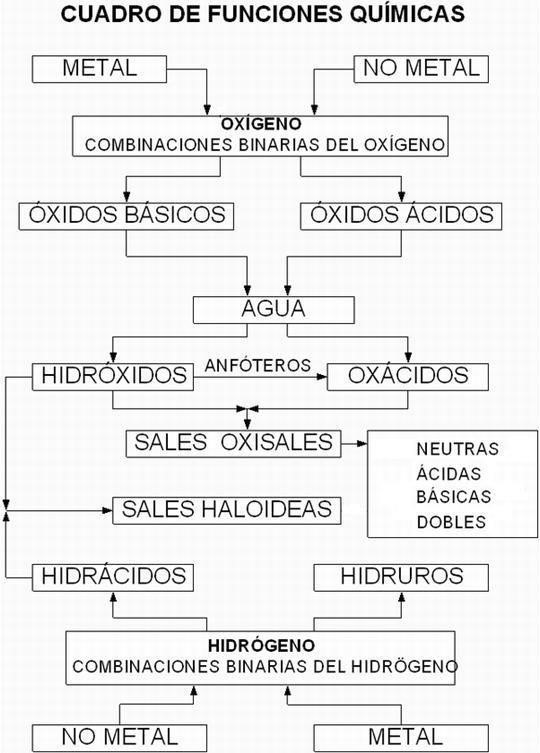 CUADRO DE FUNCIONES QUÍMICAS
METAL
NO METAL
OXÍGENO
COMBINACIONES BINARIAS DEL OXÍGENO
ÓXIDOS BÁSICOS
ÓXIDOS ÁCIDOS
AGUA
HIDRÓXIDOS
ANFÓTEROS
OXÁCIDOS
SALES OXISALES
NEUTRAS
ÁCIDAS
BÁSICAS
DOBLES
SALES HALOIDEAS
HIDRÁCIDOS
HIDRUROS
HIDRÓGENO
COMBINACIONES BINARIAS DEL HIDRÖGENO
NO METAL
METAL